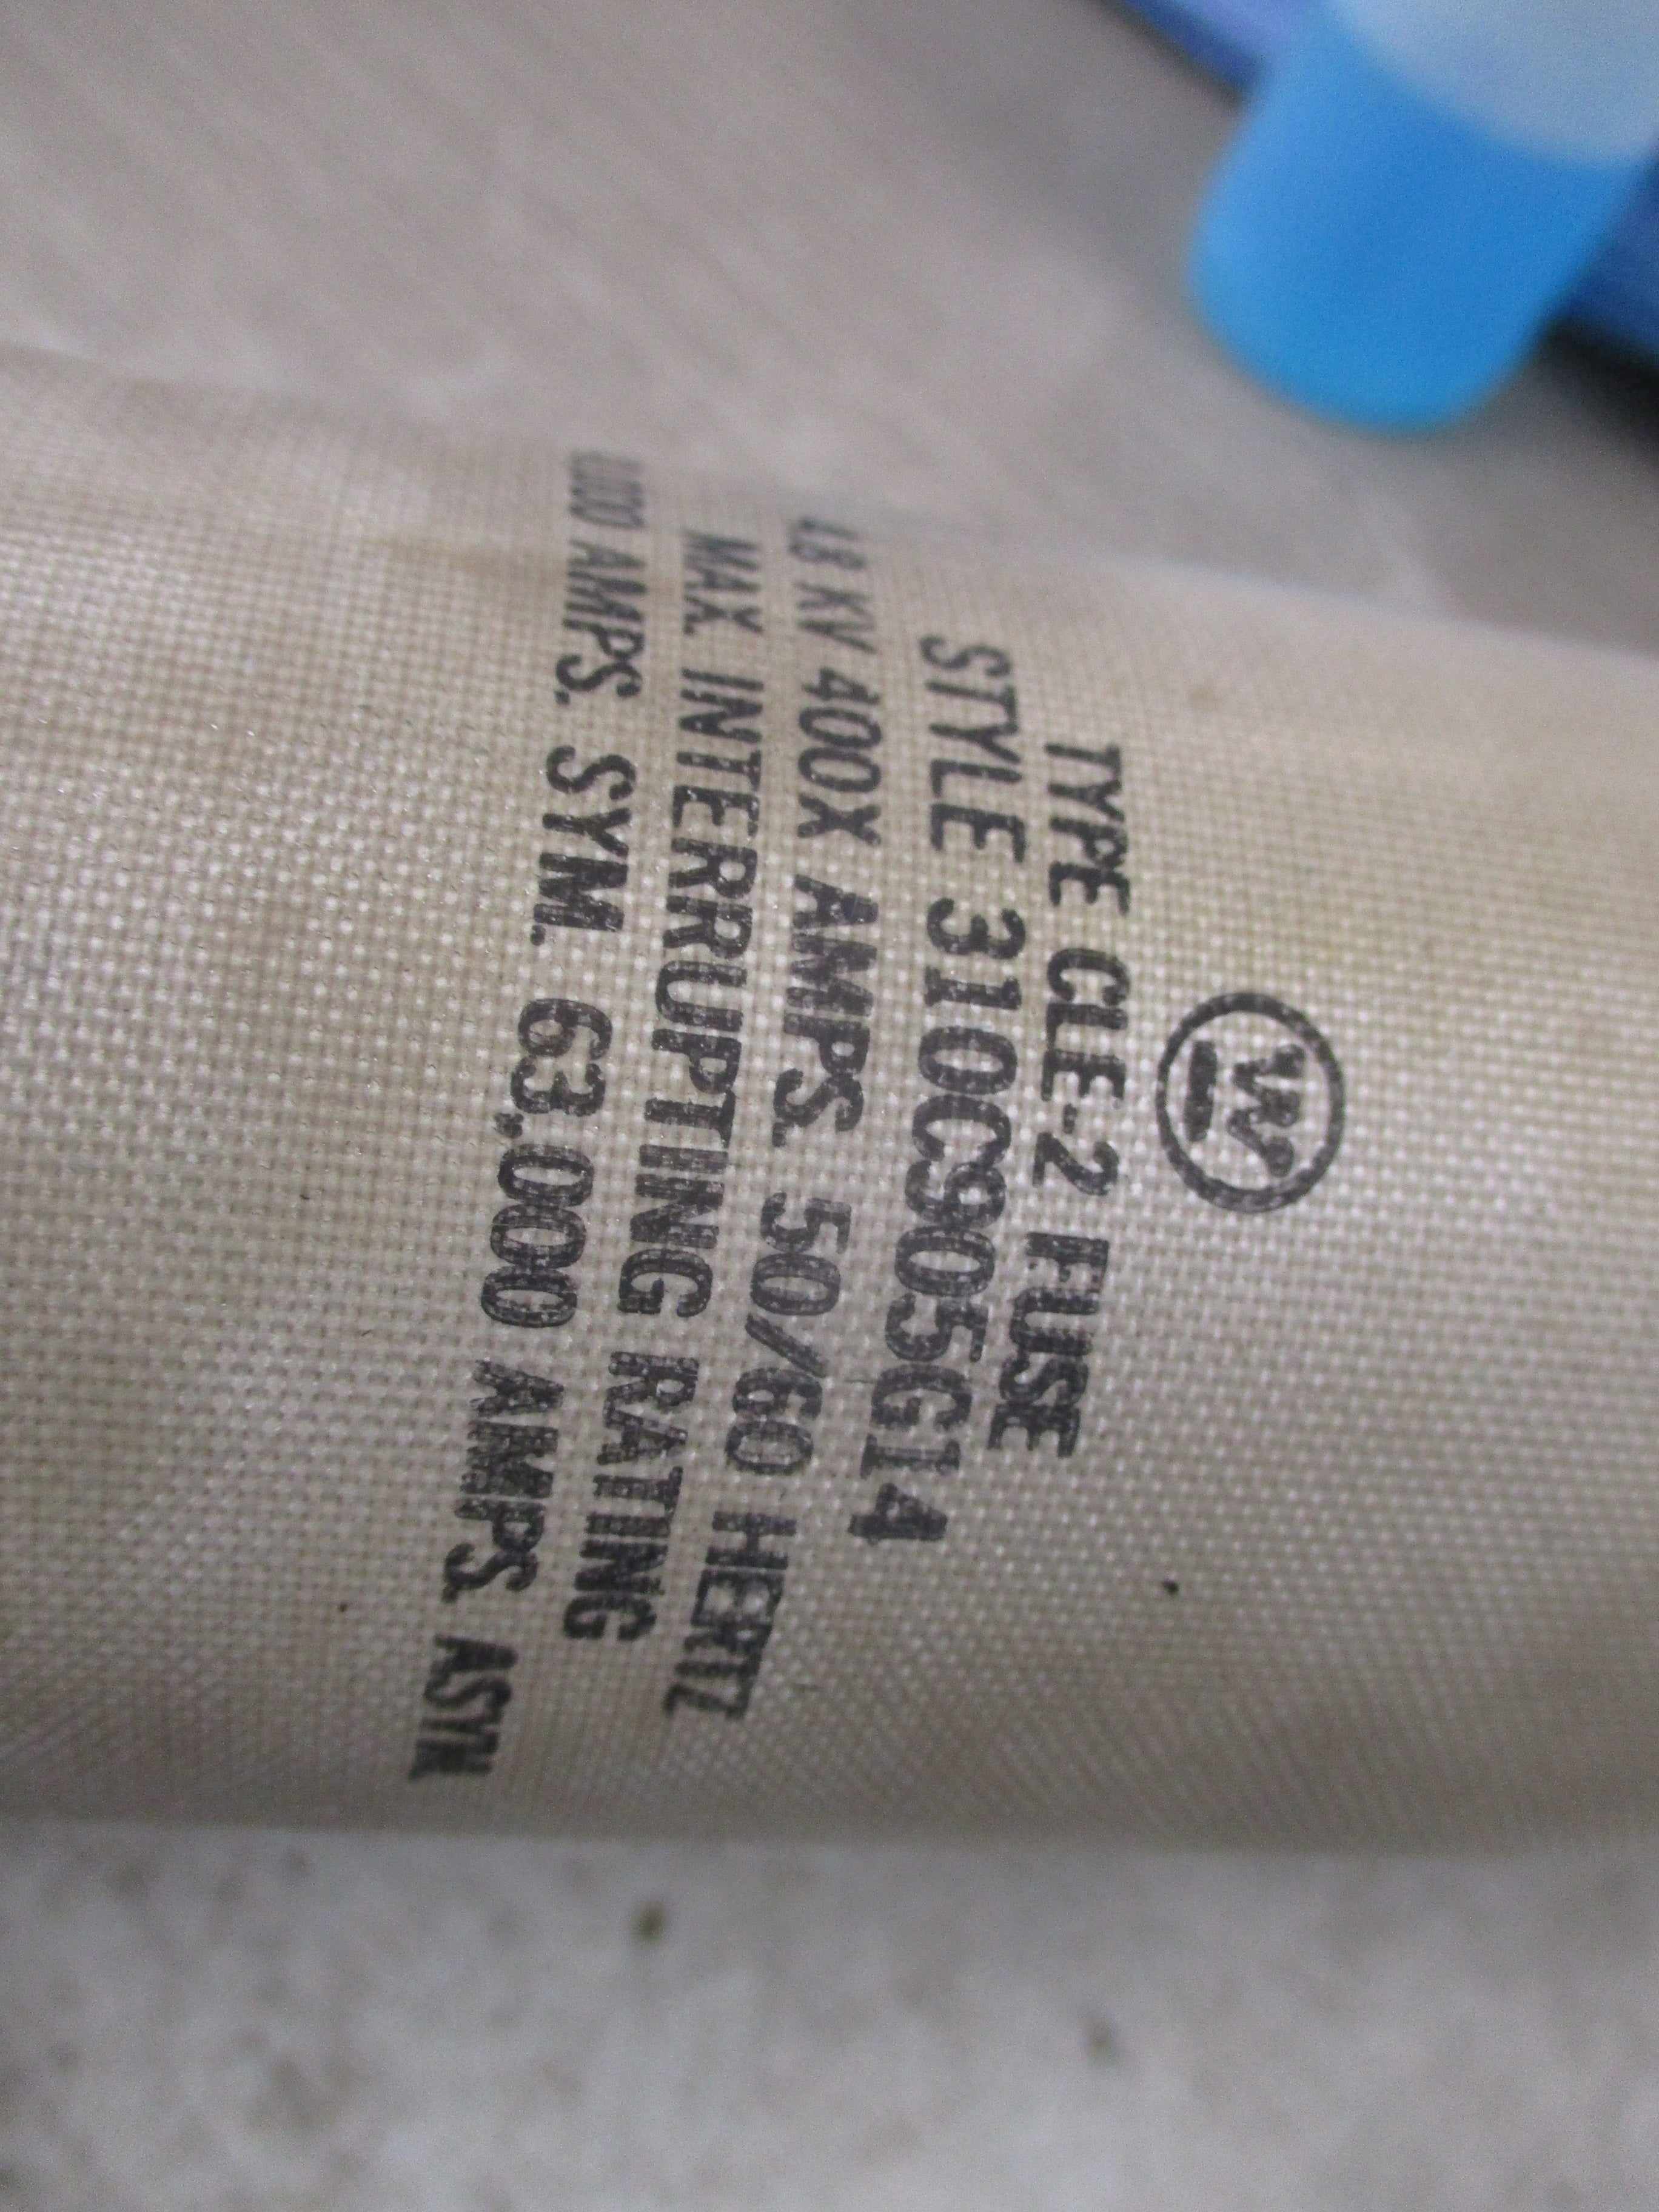 W
TYPE CLE-2 FUSE
STYLE 310C905G14
4.8 KV 400X AMPS. 50/60 HERTZ
MAX. INTERRUPTING RATING
AMPS. SYM. 63,000 AMPS. ASYM